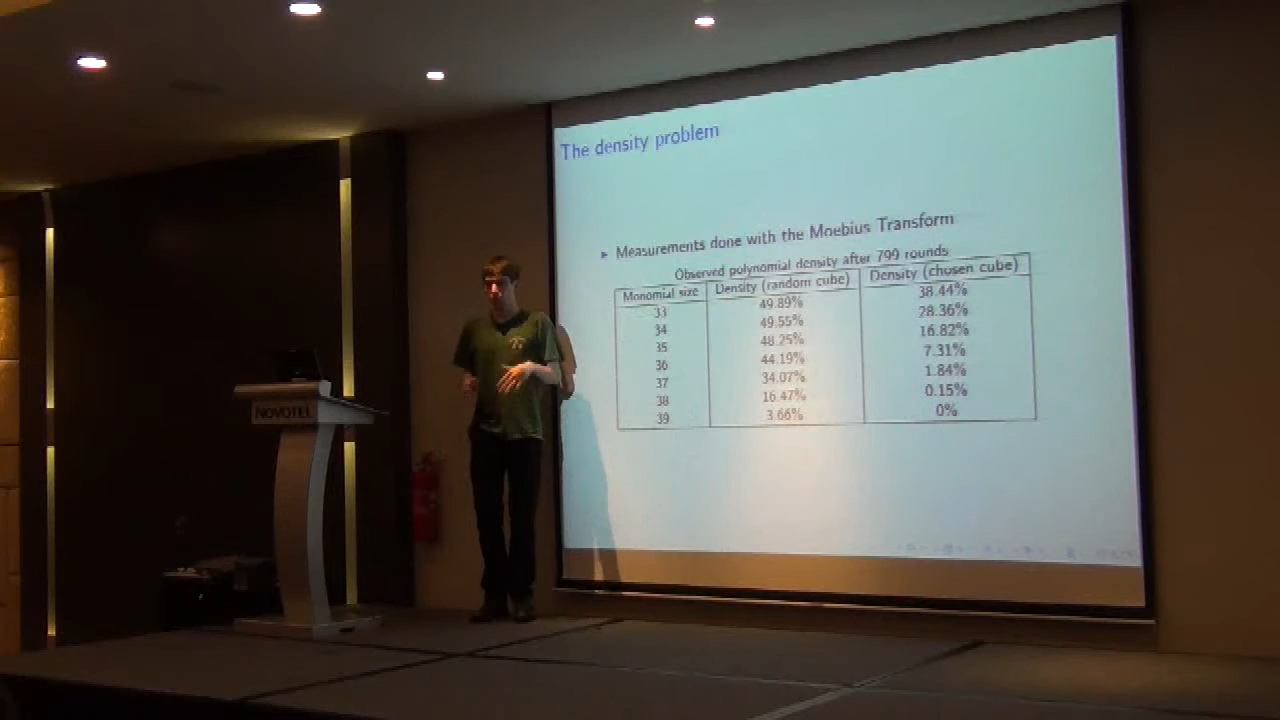 The density problem
Measurements done with the Moebius Transform
Observed polynomial density after 799 rounds
Monomial size Density (random cube) Density (chosen cube)
33 49.89% 38.44%
34 49.55% 28.36%
35 48.25% 16.82%
36 44.19% 7.31%
37 34.07% 1.84%
38 16.47% 0.15%
39 3.66% 0%
NOVOTEL